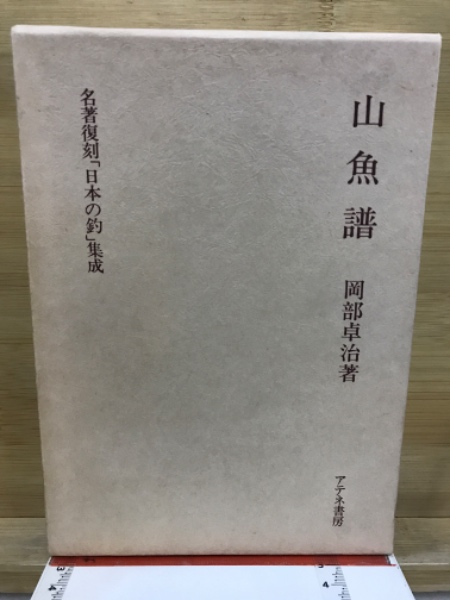 山魚譜
岡部卓治著
アテネ書房
名著復刻「日本の釣」集成